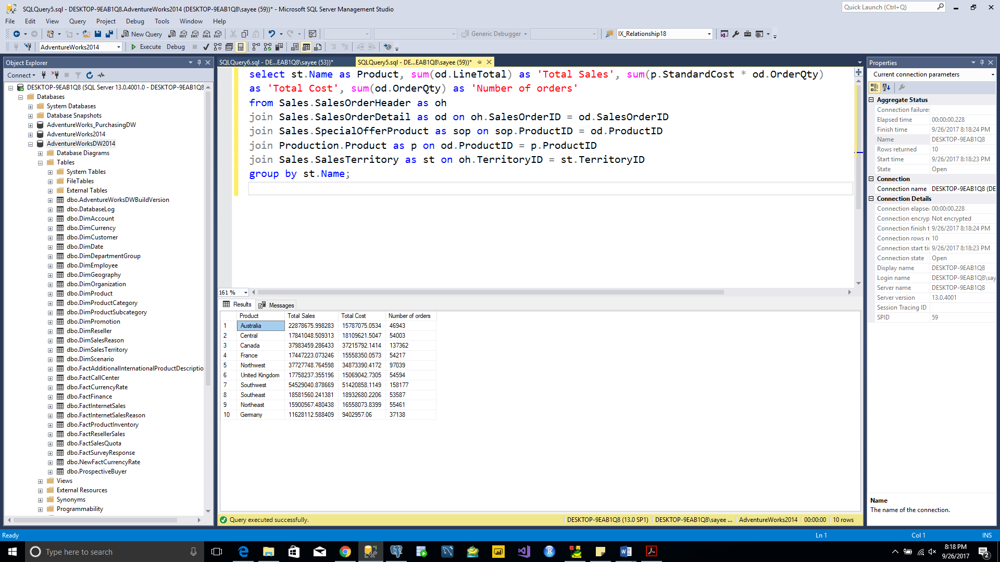 SQLQuery5.sql - DESKTOP-9EAB1Q8.AdventureWorks2014 (DESKTOP-9EAB1Q8\sayee (59))* - Microsoft SQL Server Management Studio
Quick Launch (Ctrl+Q)
File Edit View Query Project Debug Tools Window Help
New Query
Generic Debugger
IX_Relationship18
AdventureWorks2014
Execute Debug
Object Explorer
Connect
DESKTOP-9EAB1Q8 (SQL Server 13.0.4001.0 - DESKTOP-9EAB1Q8
Databases
System Databases
Database Snapshots
AdventureWorks_PurchasingDW
AdventureWorks2014
AdventureWorksDW2014
Database Diagrams
Tables
System Tables
FileTables
External Tables
dbo.AdventureWorksDWBuildVersion
dbo.DatabaseLog
dbo.DimAccount
dbo.DimCurrency
dbo.DimCustomer
dbo.DimDate
dbo.DimDepartmentGroup
dbo.DimEmployee
dbo.DimGeography
dbo.DimOrganization
dbo.DimProduct
dbo.DimProductCategory
dbo.DimProductSubcategory
dbo.DimPromotion
dbo.DimReseller
dbo.DimSalesReason
dbo.DimSalesTerritory
dbo.DimScenario
dbo.FactAdditionalInternationalProductDescriptio
dbo.FactCallCenter
dbo.FactCurrencyRate
dbo.FactFinance
dbo.FactInternetSales
dbo.FactInternetSalesReason
dbo.FactProductInventory
dbo.FactResellerSales
dbo.FactSalesQuota
dbo.FactSurveyResponse
dbo.NewFactCurrencyRate
dbo.ProspectiveBuyer
Views
External Resources
Synonyms
Programmability
SQLQuery6.sql - DE...EAB1Q8\sayee (53))*
SQLQuery5.sql - DE...EAB1Q8\sayee (59))*
select st.Name as Product, sum(od.LineTotal) as 'Total Sales', sum(p.StandardCost * od.OrderQty)
as 'Total Cost', sum(od.OrderQty) as 'Number of orders'
from Sales.SalesOrderHeader as oh
join Sales.SalesOrderDetail as od on oh.SalesOrderID = od.SalesOrderID
join Sales.SpecialOfferProduct as sop on sop.ProductID = od.ProductID
join Production.Product as p on od.ProductID = p.ProductID
join Sales.SalesTerritory as st on oh.TerritoryID = st.TerritoryID
group by st.Name;
161 %
Results Messages
Product Total Sales Total Cost Number of orders
1 Australia 22878675.998283 15787075.0534 46943
2 Central 17841048.509313 18109621.5047 54003
3 Canada 37983459.286433 37215792.1414 137362
4 France 17447223.073246 15558350.0573 54217
5 Northwest 37727748.764598 34873390.4172 97039
6 United Kingdom 17758237.355196 15069042.7305 54594
7 Southwest 54529040.878669 51420858.1149 158177
8 Southeast 18581560.241381 18932680.2206 53587
9 Northeast 15900567.480438 16558073.8399 55461
10 Germany 11628112.588409 9402957.06 37138
Query executed successfully.
DESKTOP-9EAB1Q8 (13.0 SP1) DESKTOP-9EAB1Q8\sayee ... AdventureWorks2014 00:00:00 10 rows
Properties
Current connection parameters
Aggregate Status
Connection failures
Elapsed time 00:00:00.228
Finish time 9/26/2017 8:18:24 PM
Name DESKTOP-9EAB1Q8
Rows returned 10
Start time 9/26/2017 8:18:23 PM
State Open
Connection
Connection name DESKTOP-9EAB1Q8 (DE
Connection Details
Connection elapse 00:00:00.228
Connection encryp Not encrypted
Connection finish t 9/26/2017 8:18:24 PM
Connection rows re 10
Connection start ti 9/26/2017 8:18:23 PM
Connection state Open
Display name DESKTOP-9EAB1Q8
Login name DESKTOP-9EAB1Q8\say
Server name DESKTOP-9EAB1Q8
Server version 13.0.4001
Session Tracing ID
SPID 59
Name
The name of the connection.
Ready
Ln 1 Col 1 INS
Type here to search
8:18 PM
9/26/2017
2